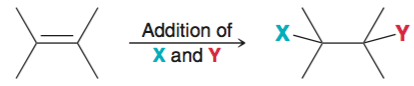 Addition of
X and Y
X
Y